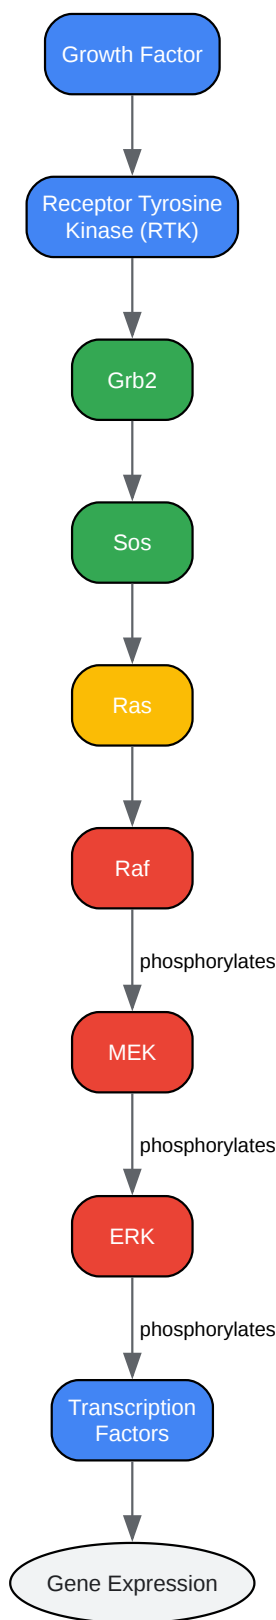 Growth Factor
Receptor Tyrosine
Kinase (RTK)
Grb2
Sos
Ras
Raf
phosphorylates
MEK
phosphorylates
ERK
phosphorylates
Transcription
Factors
Gene Expression